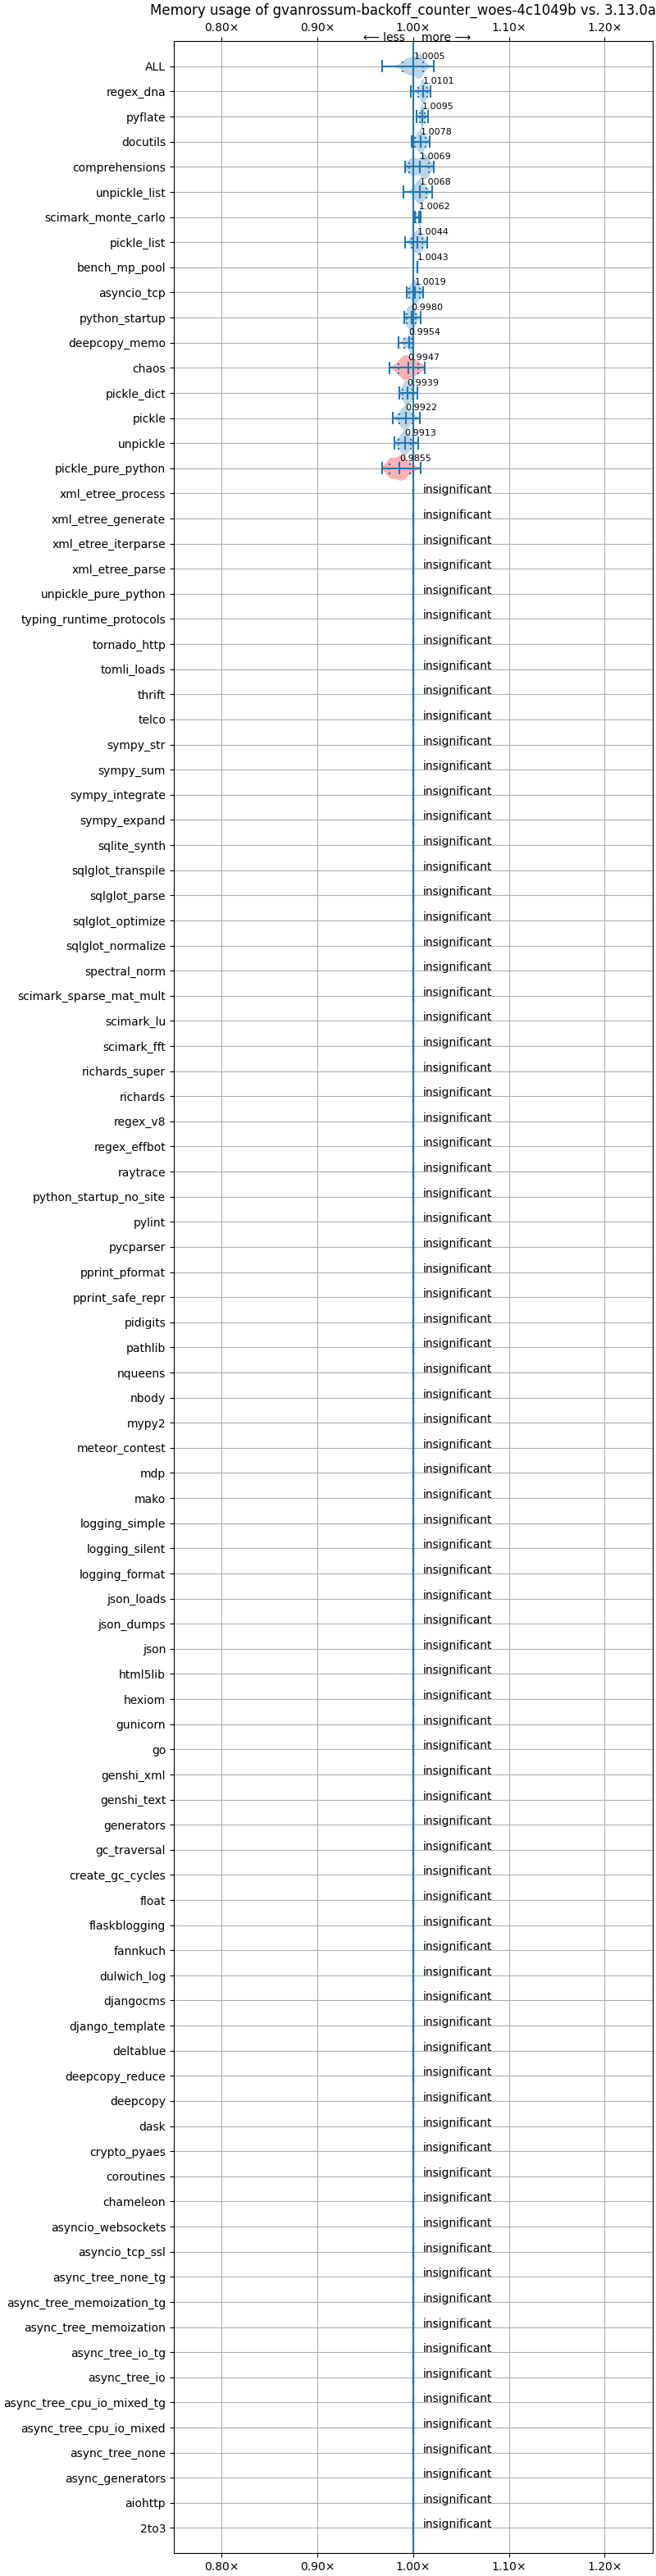 Memory usage of gvanrossum-backoff_counter_woes-4c1049b vs. 3.13.0a
0.80× 0.90× 1.00× 1.10× 1.20×
⟵ less more ⟶
ALL 1.0005
regex_dna 1.0101
pyflate 1.0095
docutils 1.0078
comprehensions 1.0069
unpickle_list 1.0068
scimark_monte_carlo 1.0062
pickle_list 1.0044
bench_mp_pool 1.0043
asyncio_tcp 1.0019
python_startup 0.9980
deepcopy_memo 0.9954
chaos 0.9947
pickle_dict 0.9939
pickle 0.9922
unpickle 0.9913
pickle_pure_python 0.9855
xml_etree_process insignificant
xml_etree_generate insignificant
xml_etree_iterparse insignificant
xml_etree_parse insignificant
unpickle_pure_python insignificant
typing_runtime_protocols insignificant
tornado_http insignificant
tomli_loads insignificant
thrift insignificant
telco insignificant
sympy_str insignificant
sympy_sum insignificant
sympy_integrate insignificant
sympy_expand insignificant
sqlite_synth insignificant
sqlglot_transpile insignificant
sqlglot_parse insignificant
sqlglot_optimize insignificant
sqlglot_normalize insignificant
spectral_norm insignificant
scimark_sparse_mat_mult insignificant
scimark_lu insignificant
scimark_fft insignificant
richards_super insignificant
richards insignificant
regex_v8 insignificant
regex_effbot insignificant
raytrace insignificant
python_startup_no_site insignificant
pylint insignificant
pycparser insignificant
pprint_pformat insignificant
pprint_safe_repr insignificant
pidigits insignificant
pathlib insignificant
nqueens insignificant
nbody insignificant
mypy2 insignificant
meteor_contest insignificant
mdp insignificant
mako insignificant
logging_simple insignificant
logging_silent insignificant
logging_format insignificant
json_loads insignificant
json_dumps insignificant
json insignificant
html5lib insignificant
hexiom insignificant
gunicorn insignificant
go insignificant
genshi_xml insignificant
genshi_text insignificant
generators insignificant
gc_traversal insignificant
create_gc_cycles insignificant
float insignificant
flaskblogging insignificant
fannkuch insignificant
dulwich_log insignificant
djangocms insignificant
django_template insignificant
deltablue insignificant
deepcopy_reduce insignificant
deepcopy insignificant
dask insignificant
crypto_pyaes insignificant
coroutines insignificant
chameleon insignificant
asyncio_websockets insignificant
asyncio_tcp_ssl insignificant
async_tree_none_tg insignificant
async_tree_memoization_tg insignificant
async_tree_memoization insignificant
async_tree_io_tg insignificant
async_tree_io insignificant
async_tree_cpu_io_mixed_tg insignificant
async_tree_cpu_io_mixed insignificant
async_tree_none insignificant
async_generators insignificant
aiohttp insignificant
2to3 insignificant
0.80× 0.90× 1.00× 1.10× 1.20×